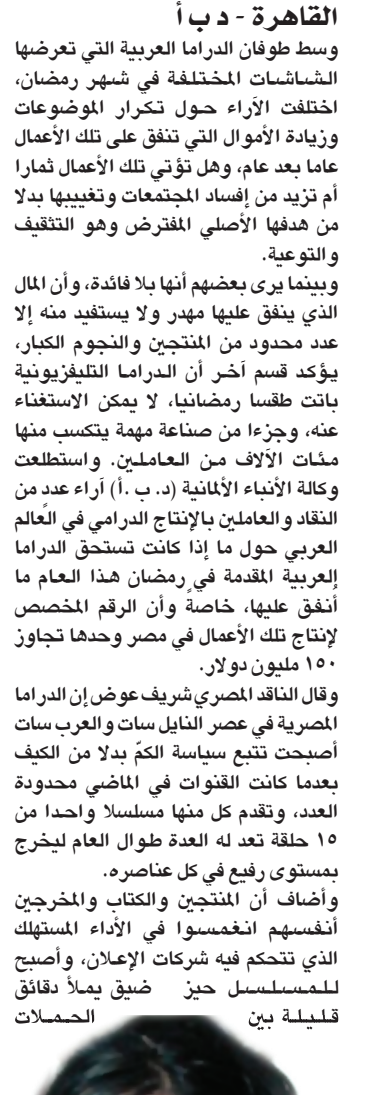 القاهرة - د ب أ
وسط طوفان الدراما العربية التي تعرضها
الشاشات المختلفة في شهر رمضان،
اختلفت الآراء حول تكرار الموضوعات
وزيادة الأموال التي تنفق على تلك الأعمال
عاما بعد عام، وهل تؤتي تلك الأعمال ثمارا
أم تزيد من إفساد المجتمعات وتغييبها بدلا
من هدفها الأصلي المفترض وهو التثقيف
والتوعية.
وبينما يرى بعضهم أنها بلا فائدة، وأن المال
الذي ينفق عليها مهدر ولا يستفيد منه إلا
عدد محدود من المنتجين والنجوم الكبار،
يؤكد قسم آخر أن الدراما التليفزيونية
باتت طقسا رمضانيا، لا يمكن الاستغناء
عنه، وجزءا من صناعة مهمة يتكسب منها
مئات الآلاف من العاملين. واستطلعت
وكالة الأنباء الألمانية (د. ب .أ) آراء عدد من
النقاد والعاملين بالإنتاج الدرامي في العالم
العربي حول ما إذا كانت تستحق الدراما
العربية المقدمة في رمضان هذا العام ما
أُنفق عليها، خاصةً وأن الرقم المخصص
لإنتاج تلك الأعمال في مصر وحدها تجاوز
١٥٠ مليون دولار.
وقال الناقد المصري شريف عوض إن الدراما
المصرية في عصر النايل سات والعرب سات
أصبحت تتبع سياسة الكمّ بدلا من الكيف
بعدما كانت القنوات في الماضي محدودة
العدد، وتقدم كل منها مسلسلا واحدا من
١٥ حلقة تعد له العدة طوال العام ليخرج
بمستوى رفيع في كل عناصره.
وأضاف أن المنتجين والكتاب والمخرجين
أنفسهم انغمسوا في الأداء المستهلك
الذي تتحكم فيه شركات الإعلان، وأصبح
للمسلسل حيز ضيق يملأ دقائق
قليلة بين الحملات